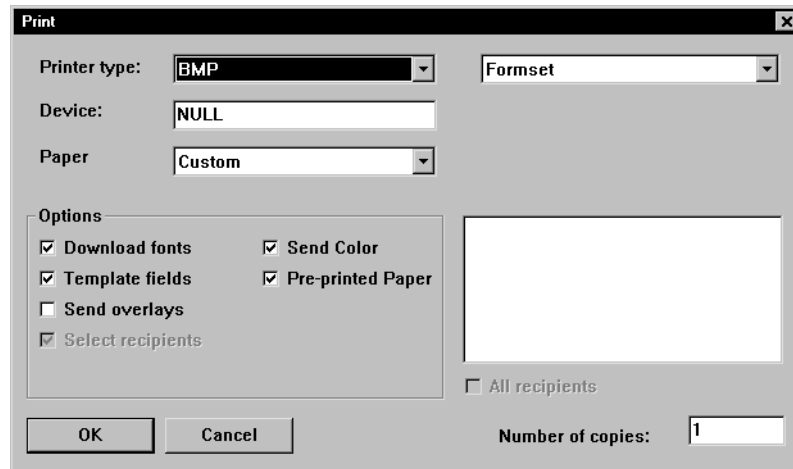 Print
Printer type: BMP Formset
Device: NULL
Paper Custom
Options
Download fonts Send Color
Template fields Pre-printed Paper
Send overlays
Select recipients
All recipients
OK Cancel Number of copies: 1